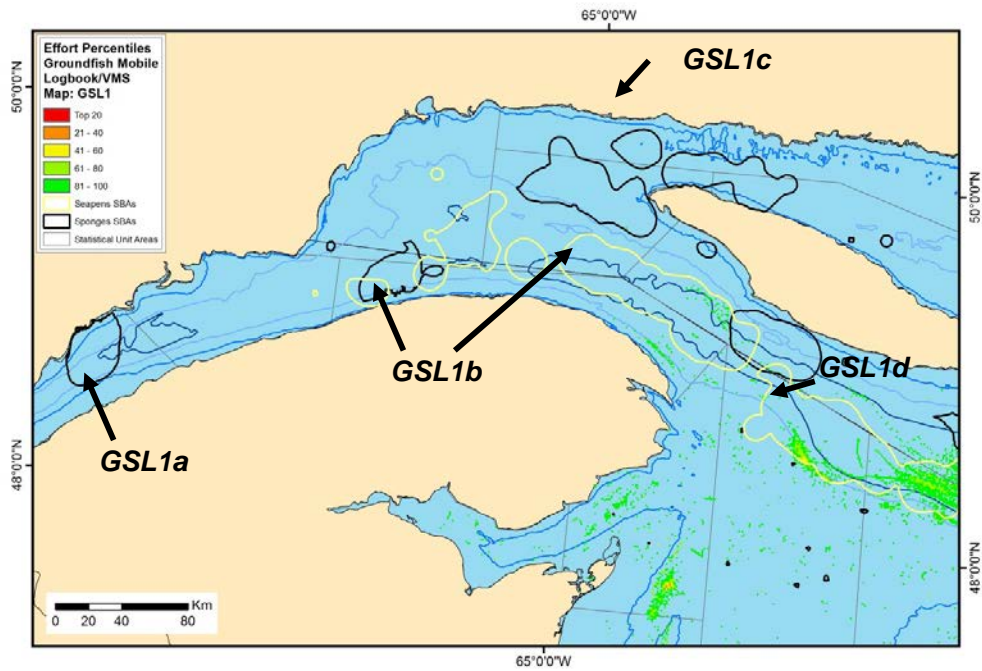 65°0'0"W
Effort Percentiles
Groundfish Mobile
Logbook/VMS
Map: GSL1
Top 20
21 - 40
41 - 60
61 - 80
81 - 100
Seapens SBAs
Sponges SBAs
Statistical Unit Areas
GSL1c
50°0'0"N
50°0'0"N
GSL1b
GSL1d
GSL1a
48°0'0"N
48°0'0"N
Km
0 20 40 80
65°0'0"W